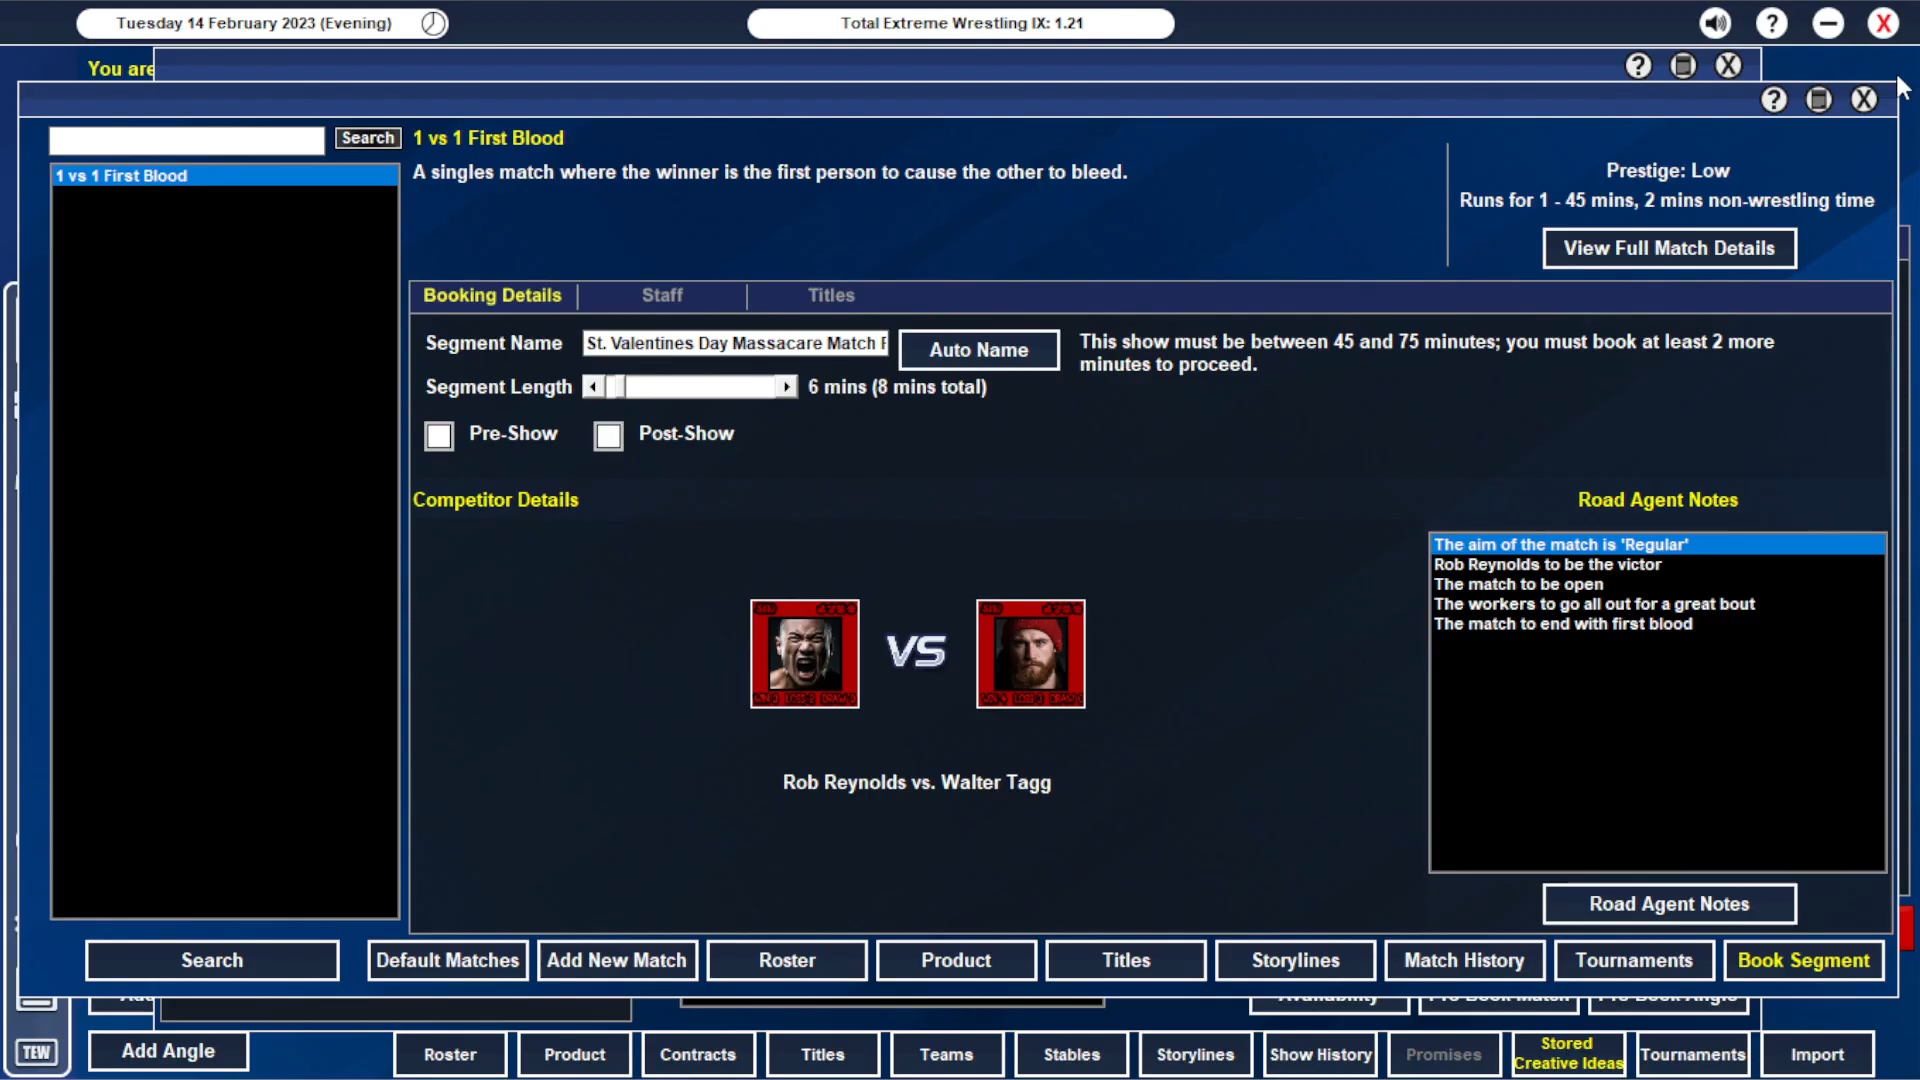 Tuesday 14 February 2023 (Evening)
Total Extreme Wrestling IX: 1.21
?
X
You are
?
X
?
X
Search
1 vs 1 First Blood
1 vs 1 First Blood
A singles match where the winner is the first person to cause the other to bleed.
Prestige: Low
Runs for 1 - 45 mins, 2 mins non-wrestling time
View Full Match Details
Booking Details
Staff
Titles
Segment Name
St. Valentines Day Massacare Match
Auto Name
This show must be between 45 and 75 minutes; you must book at least 2 more
minutes to proceed.
Segment Length
6 mins (8 mins total)
Pre-Show
Post-Show
Competitor Details
Road Agent Notes
The aim of the match is 'Regular'
Rob Reynolds to be the victor
The match to be open
The workers to go all out for a great bout
The match to end with first blood
VS
Rob Reynolds vs. Walter Tagg
Road Agent Notes
Search
Default Matches
Add New Match
Roster
Product
Titles
Storylines
Match History
Tournaments
Book Segment
Availability
Pre Book Match
Pre Book Angle
TEW
Add Angle
Roster
Product
Contracts
Titles
Teams
Stables
Storylines
Show History
Promises
Stored
Creative Ideas
Tournaments
Import